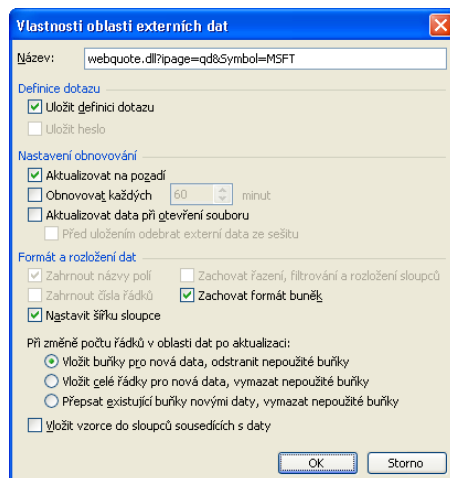 Vlastnosti oblasti externích dat
Název: webquote.dll?ipage=qd&Symbol=MSFT
Definice dotazu
Uložit definici dotazu
Uložit heslo
Nastavení obnovování
Aktualizovat na pozadí
Obnovovat každých 60 minut
Aktualizovat data při otevření souboru
Před uložením odebrat externí data ze sešitu
Formát a rozložení dat
Zahrnout názvy polí Zachovat řazení, filtrování a rozložení sloupců
Zahrnout čísla řádků Zachovat formát buněk
Nastavit šířku sloupce
Při změně počtu řádků v oblasti dat po aktualizaci:
Vložit buňky pro nová data, odstranit nepoužité buňky
Vložit celé řádky pro nová data, vymazat nepoužité buňky
Přepsat existující buňky novými daty, vymazat nepoužité buňky
Vložit vzorce do sloupců sousedících s daty
OK Storno